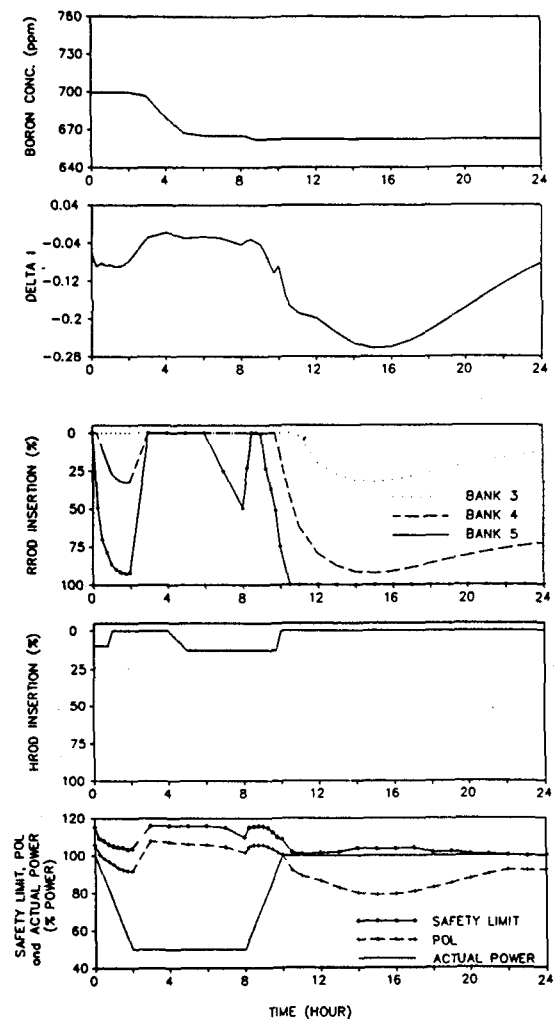 BORON CONC. (ppm)
760
700
670
640
0 4 8 12 16 20 24
DELTA I
0.04
-0.04
-0.12
-0.2
-0.28
0 4 8 12 16 20 24
RROD INSERTION (%)
0
25
50
75
100
BANK 3
BANK 4
BANK 5
0 4 8 12 16 20 24
HROD INSERTION (%)
0
25
50
75
100
0 4 8 12 16 20 24
SAFETY LIMIT, POL
and ACTUAL POWER
(% POWER)
120
100
80
60
40
SAFETY LIMIT
POL
ACTUAL POWER
0 4 8 12 16 20 24
TIME (HOUR)